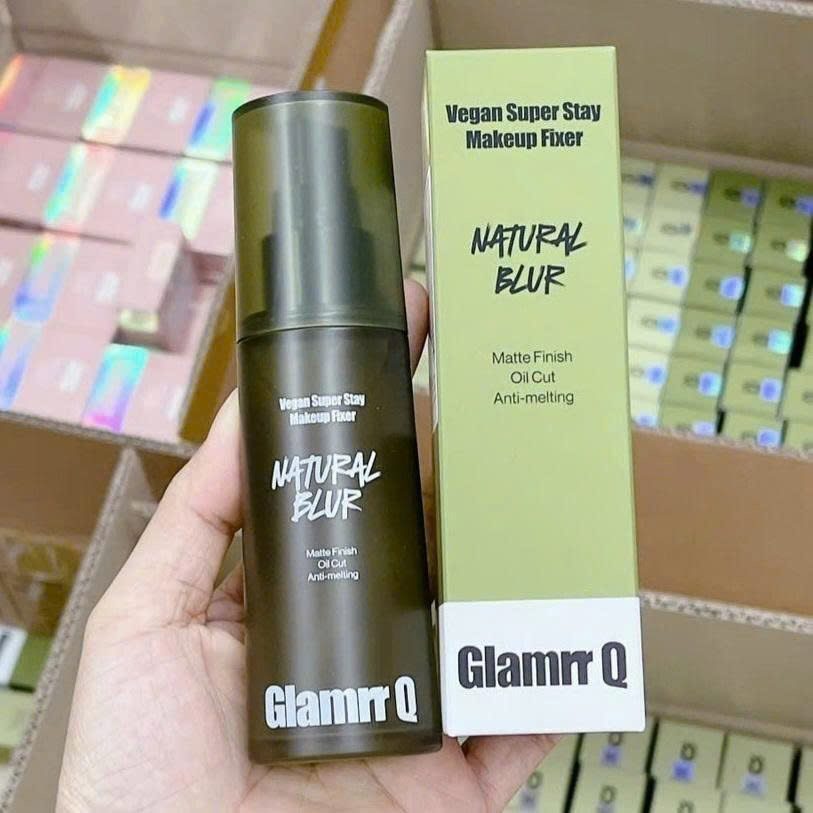 Vegan Super Stay
Makeup Fixer
NATURAL
BLUR
Matte Finish
Oil Cut
Anti-melting
Glamrr Q
Vegan Super Stay
Makeup Fixer
NATURAL
BLUR
Matte Finish
Oil Cut
Anti-melting
Glamrr Q